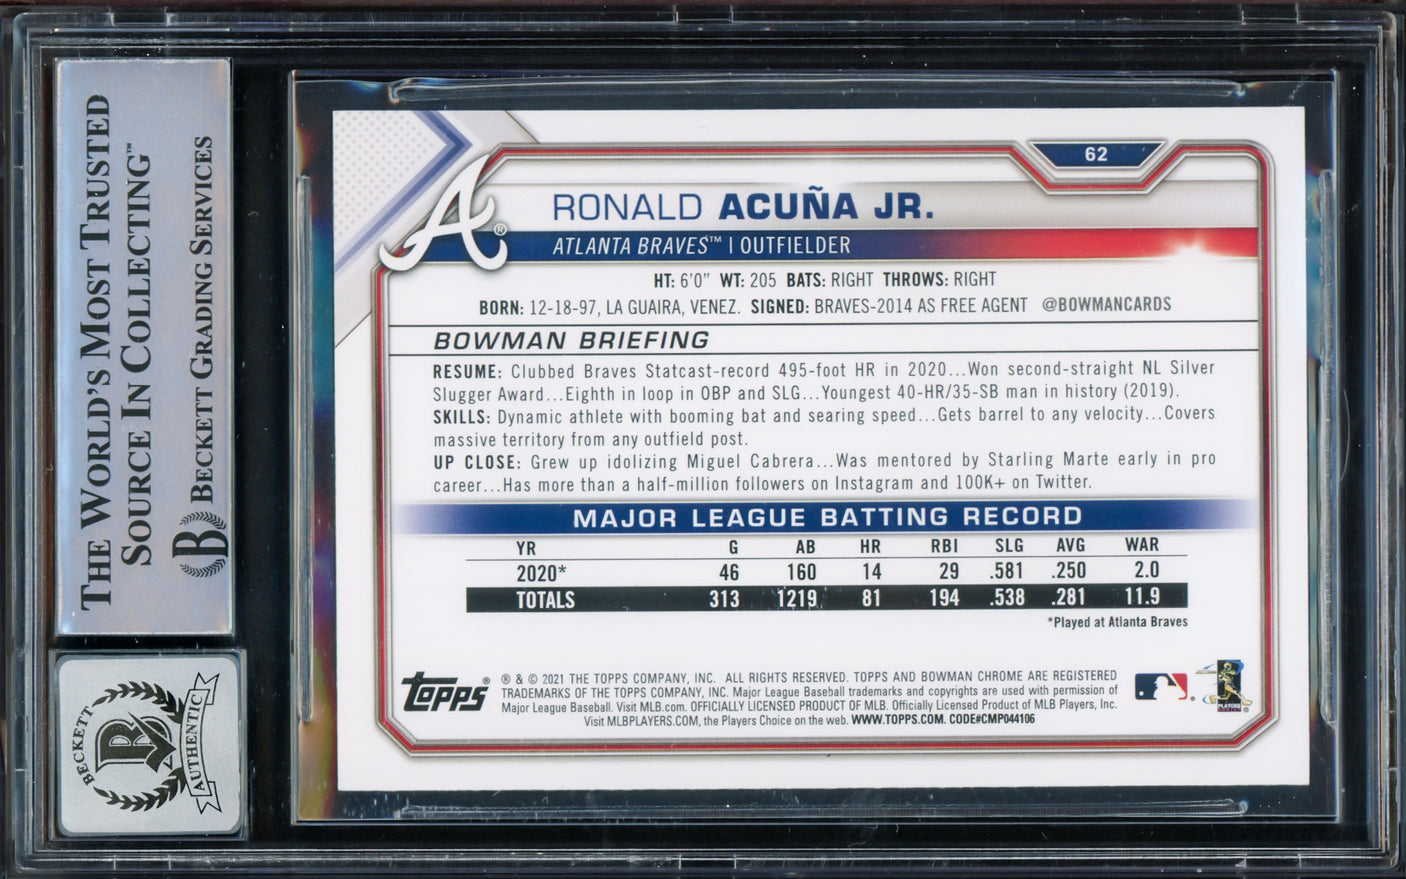 THE WORLD'S MOST TRUSTED
SOURCE IN COLLECTING™
B BECKETT GRADING SERVICES
BECKETT
B
AUTHENTIC
62
A®
RONALD ACUÑA JR.
ATLANTA BRAVES™ | OUTFIELDER
HT: 6'0" WT: 205 BATS: RIGHT THROWS: RIGHT
BORN: 12-18-97, LA GUAIRA, VENEZ. SIGNED: BRAVES-2014 AS FREE AGENT @BOWMANCARDS
BOWMAN BRIEFING
RESUME: Clubbed Braves Statcast-record 495-foot HR in 2020...Won second-straight NL Silver
Slugger Award...Eighth in loop in OBP and SLG...Youngest 40-HR/35-SB man in history (2019).
SKILLS: Dynamic athlete with booming bat and searing speed...Gets barrel to any velocity...Covers
massive territory from any outfield post.
UP CLOSE: Grew up idolizing Miguel Cabrera...Was mentored by Starling Marte early in pro
career...Has more than a half-million followers on Instagram and 100K+ on Twitter.
MAJOR LEAGUE BATTING RECORD
YR G AB HR RBI SLG AVG WAR
2020* 46 160 14 29 .581 .250 2.0
TOTALS 313 1219 81 194 .538 .281 11.9
*Played at Atlanta Braves
Topps®
® & © 2021 THE TOPPS COMPANY, INC. ALL RIGHTS RESERVED. TOPPS AND BOWMAN CHROME ARE REGISTERED
TRADEMARKS OF THE TOPPS COMPANY, INC. Major League Baseball trademarks and copyrights are used with permission of
Major League Baseball. Visit MLB.com. OFFICIALLY LICENSED PRODUCT OF MLB. Officially Licensed Product of MLB Players, Inc.
Visit MLBPLAYERS.COM, the Players Choice on the web. WWW.TOPPS.COM. CODE#CMP044106
PLAYERS